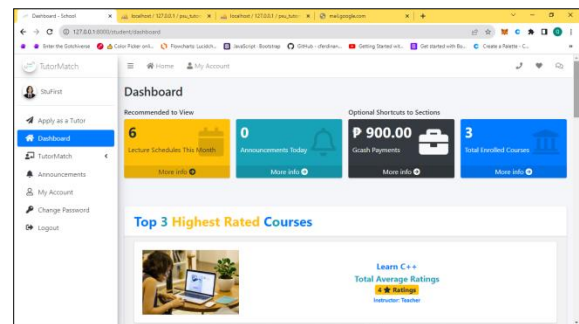 Dashboard - School
localhost / 127.0.0.1 / psu_tutor
localhost / 127.0.0.1 / psu_tutor
mail.google.com
127.0.0.1:8000/student/dashboard
Enter the Gotchiverse
Color Picker onli...
Flowcharts: Lucidch...
JavaScript · Bootstrap
Getting Started wit...
Get started with Bo...
Create a Palette - C...
TutorMatch
Home
My Account
StuFirst
Apply as a Tutor
Dashboard
TutorMatch
Announcements
My Account
Change Password
Logout
Dashboard
Recommended to View
Optional Shortcuts to Sections
6
Lecture Schedules This Month
More info
0
Announcements Today
More info
₱ 900.00
Gcash Payments
More info
3
Total Enrolled Courses
More info
Top 3 Highest Rated Courses
Learn C++
Total Average Ratings
4 ★ Ratings
Instructor: Teacher